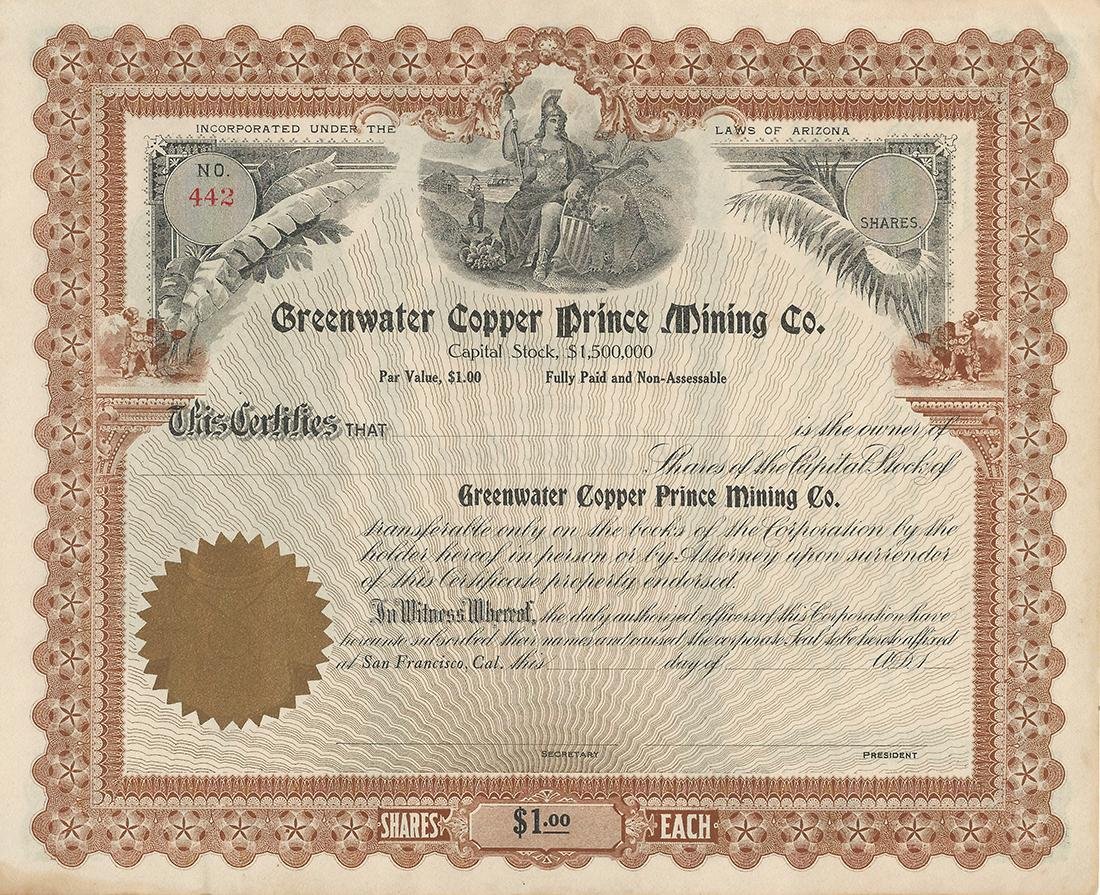 INCORPORATED UNDER THE LAWS OF ARIZONA
NO.
442
SHARES.
Greenwater Copper Prince Mining Co.
Capital Stock, $1,500,000
Par Value, $1.00 Fully Paid and Non-Assessable
This Certifies THAT is the owner of
Shares of the Capital Stock of
Greenwater Copper Prince Mining Co.
transferable only on the books of the Corporation by the
holder hereof in person or by Attorney upon surrender
of this Certificate properly endorsed.
In Witness Whereof, the duly authorized officers of this Corporation have
hereunto subscribed their names and caused the corporate Seal to be hereto affixed
at San Francisco, Cal. this day of A.D. 1
SECRETARY PRESIDENT
SHARES $1.00 EACH